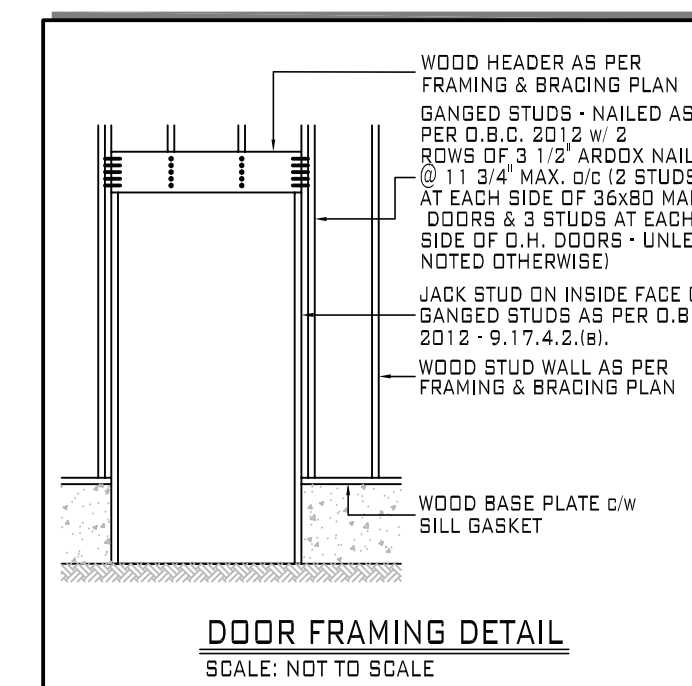 WOOD HEADER AS PER
FRAMING & BRACING PLAN
GANGED STUDS - NAILED AS
PER O.B.C. 2012 w/ 2
ROWS OF 3 1/2" ARDOX NAIL
@ 11 3/4" MAX. o/c (2 STUDS
AT EACH SIDE OF 36x80 MA
DOORS & 3 STUDS AT EACH
SIDE OF O.H. DOORS - UNLE
NOTED OTHERWISE)
JACK STUD ON INSIDE FACE
GANGED STUDS AS PER O.B
2012 - 9.17.4.2.(B).
WOOD STUD WALL AS PER
FRAMING & BRACING PLAN
WOOD BASE PLATE c/w
SILL GASKET
DOOR FRAMING DETAIL
SCALE: NOT TO SCALE